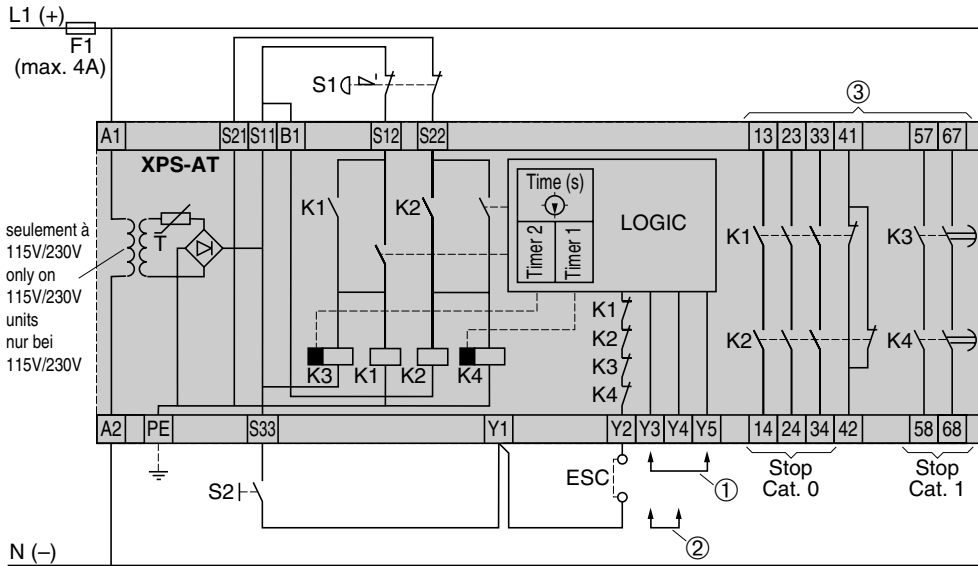 L1 (+)
F1
(max. 4A)
S1
③
A1 S21 S11 B1 S12 S22 13 23 33 41 57 67
XPS-AT
Time (s)
LOGIC
Timer 2
Timer 1
K1 K2
T
seulement à
115V/230V
only on
115V/230V
units
nur bei
115V/230V
K1 K3
K1
K2
K3
K4
K2 K4
K3 K1 K2 K4
A2 PE S33 Y1 Y2 Y3 Y4 Y5 14 24 34 42 58 68
S2
ESC
①
②
Stop
Cat. 0
Stop
Cat. 1
N (–)